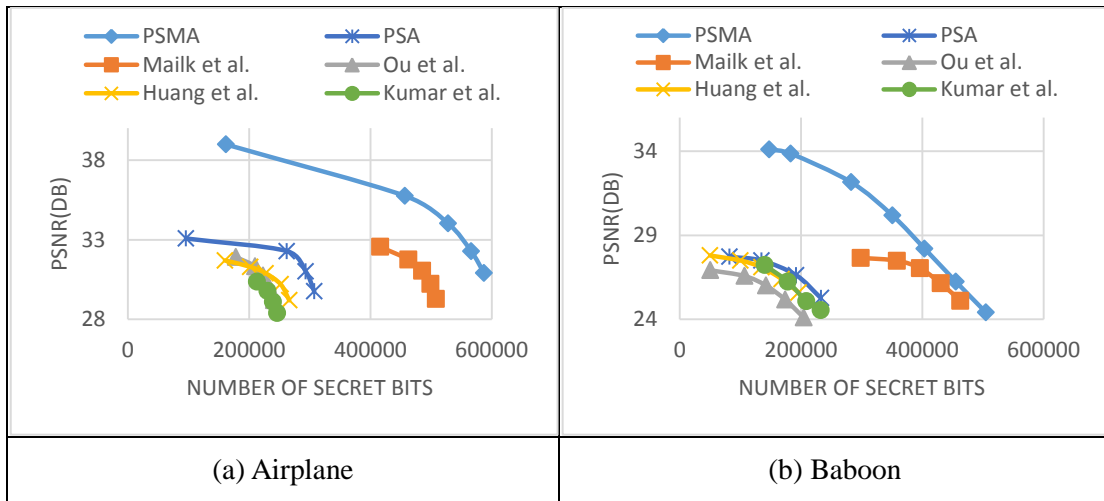 PSMA
PSA
Mailk et al.
Ou et al.
Huang et al.
Kumar et al.
38
33
28
PSNR(DB)
0
200000
400000
600000
NUMBER OF SECRET BITS
(a) Airplane
PSMA
PSA
Mailk et al.
Ou et al.
Huang et al.
Kumar et al.
34
29
24
PSNR(DB)
0
200000
400000
600000
NUMBER OF SECRET BITS
(b) Baboon